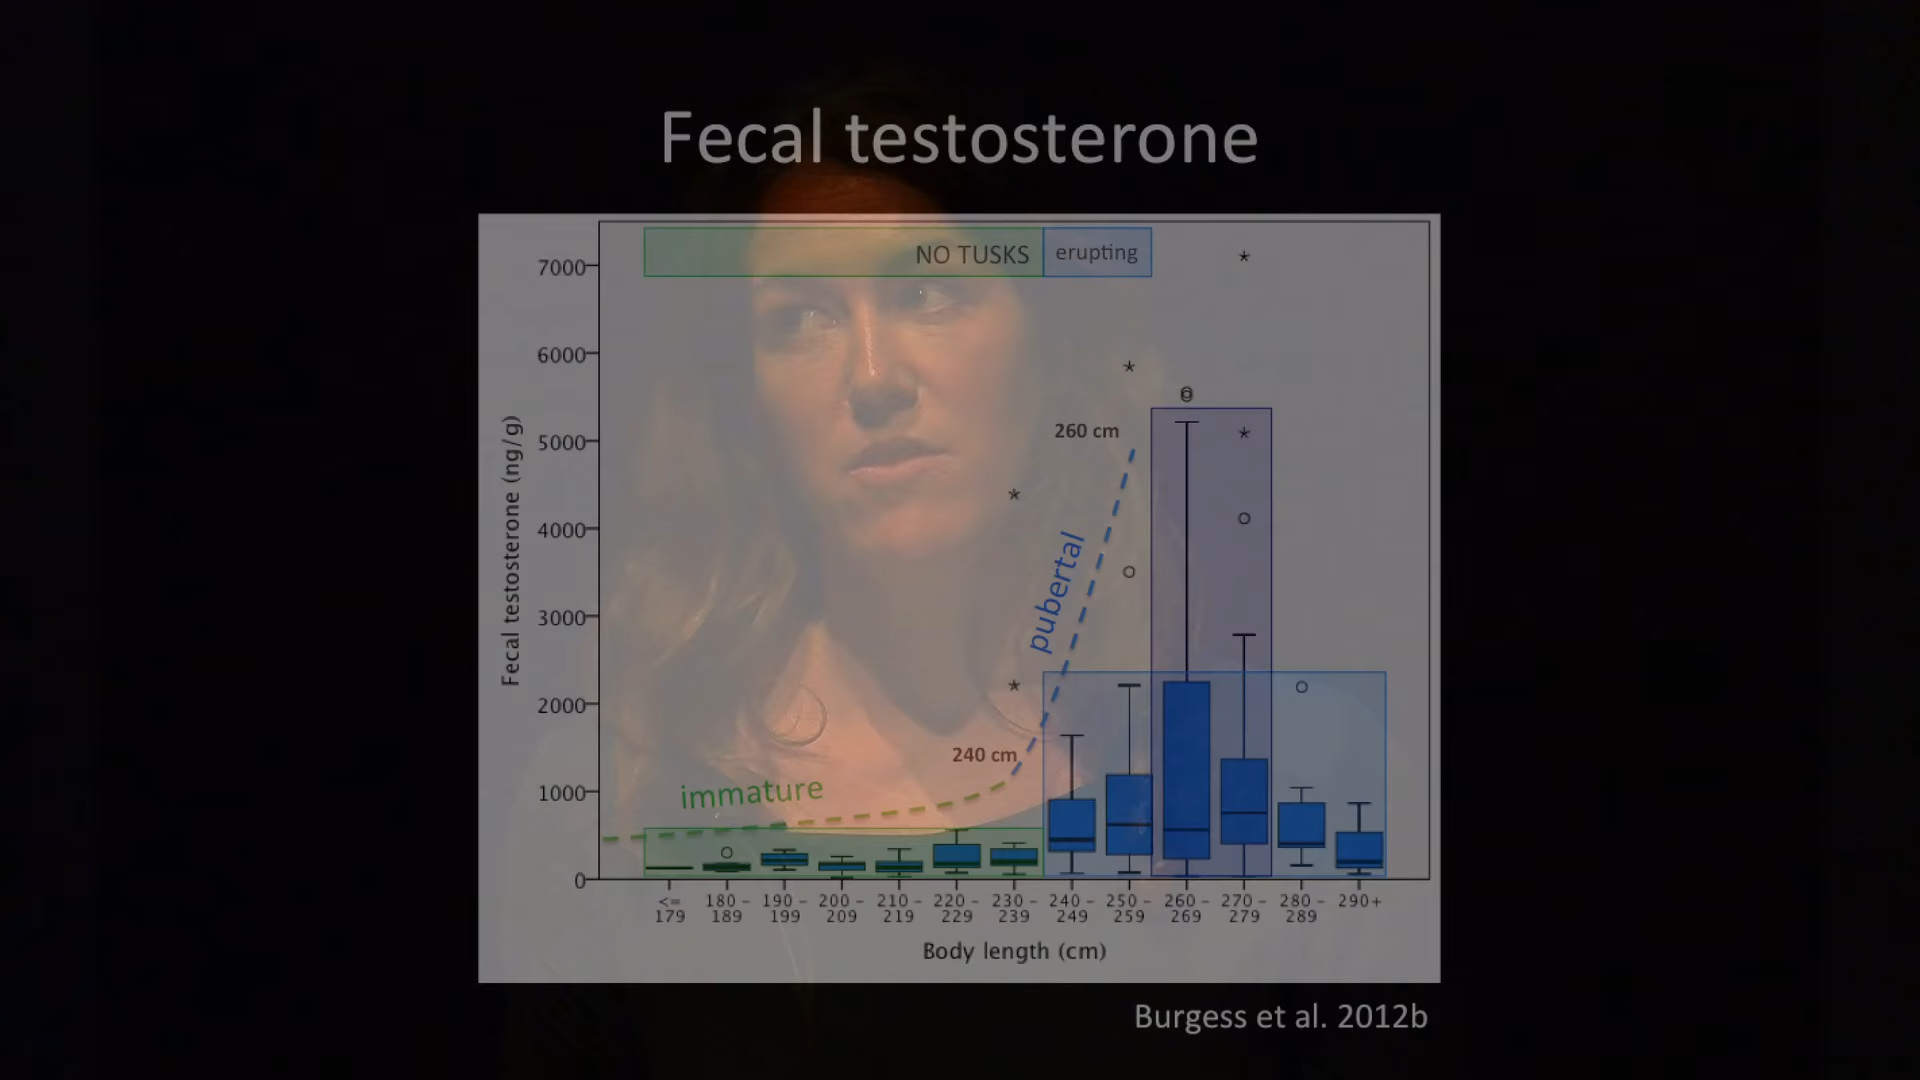 Fecal testosterone
NO TUSKS
erupting
7000
6000
5000
4000
3000
2000
1000
0
Fecal testosterone (ng/g)
260 cm
pubertal
240 cm
immature
<= 179
180 - 189
190 - 199
200 - 209
210 - 219
220 - 229
230 - 239
240 - 249
250 - 259
260 - 269
270 - 279
280 - 289
290+
Body length (cm)
Burgess et al. 2012b